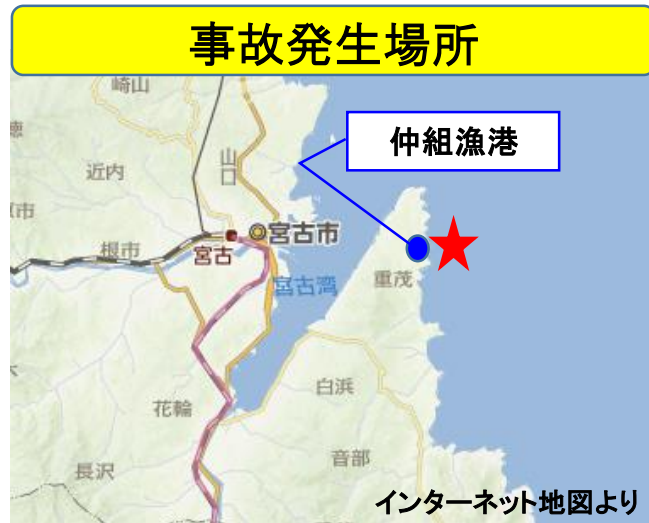 事故発生場所
崎山
仲組漁港
山口
近内
市
宮古市
宮古
根市
宮古湾
重茂
白浜
花輪
音部
長沢
インターネット地図より